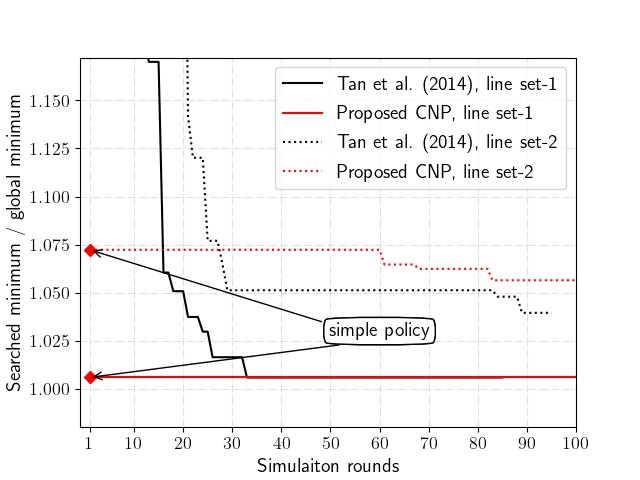 Searched minimum / global minimum
1.150
1.125
1.100
1.075
1.050
1.025
1.000
Tan et al. (2014), line set-1
Proposed CNP, line set-1
Tan et al. (2014), line set-2
Proposed CNP, line set-2
simple policy
1 10 20 30 40 50 60 70 80 90 100
Simulaiton rounds